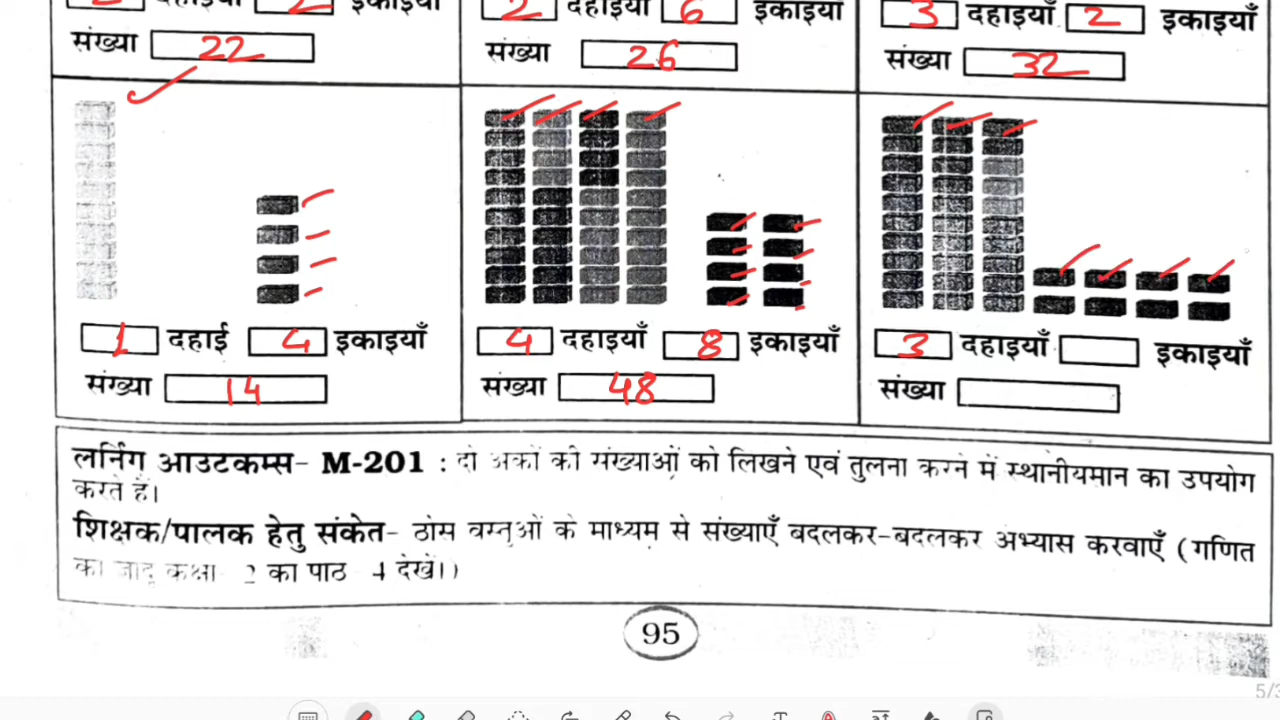 दहाइयाँ 2 इकाइयाँ
संख्या 22
2 दहाइयाँ 6 इकाइयाँ
संख्या 26
3 दहाइयाँ 2 इकाइयाँ
संख्या 32
1 दहाई 4 इकाइयाँ
संख्या 14
4 दहाइयाँ 8 इकाइयाँ
संख्या 48
3 दहाइयाँ इकाइयाँ
संख्या
लर्निंग आउटकम्स- M-201 : दो अकों की संख्याओं को लिखने एवं तुलना करने में स्थानीयमान का उपयोग
करते हैं।
शिक्षक/पालक हेतु संकेत- ठोस वस्तुओं के माध्यम से संख्याएँ बदलकर-बदलकर अभ्यास करवाएँ (गणित
का जादू कक्षा- 2 का पाठ 4 देखें।)
95